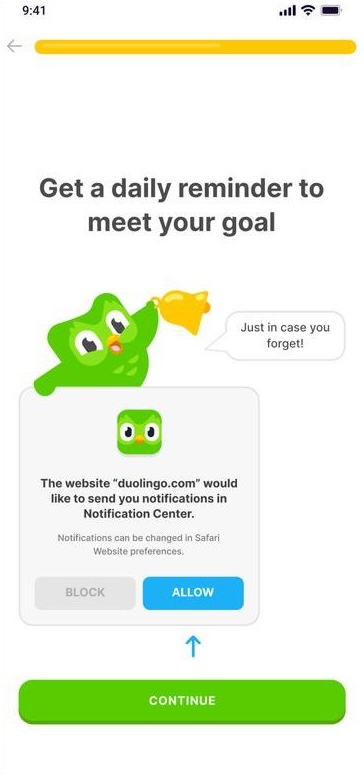 9:41
Get a daily reminder to
meet your goal
Just in case you
forget!
The website “duolingo.com” would
like to send you notifications in
Notification Center.
Notifications can be changed in Safari
Website preferences.
BLOCK ALLOW
CONTINUE